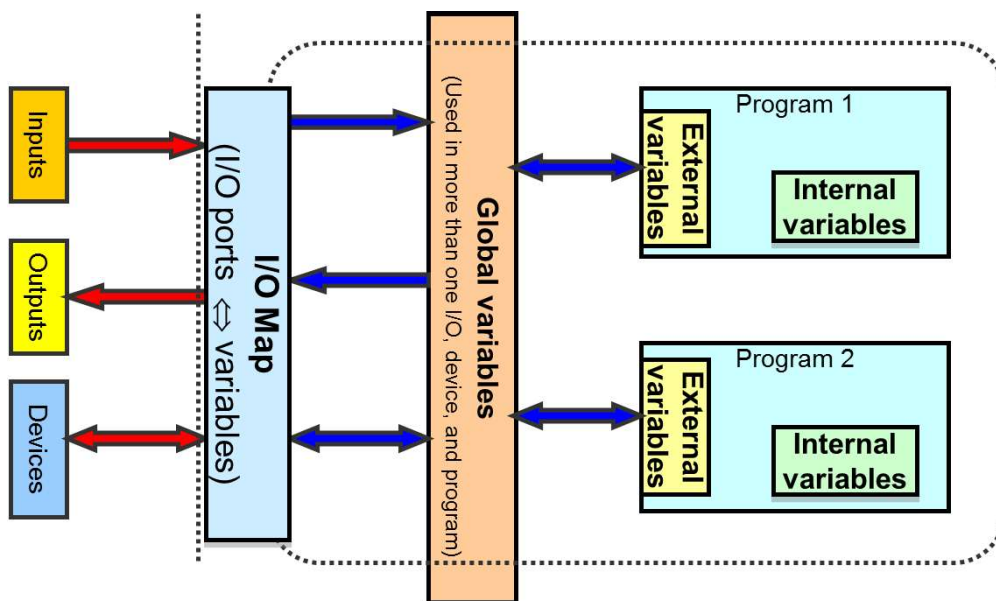 Inputs
Outputs
Devices
I/O Map
(I/O ports ⇔ variables)
Global variables
(Used in more than one I/O, device, and program)
Program 1
External
variables
Internal
variables
Program 2
External
variables
Internal
variables